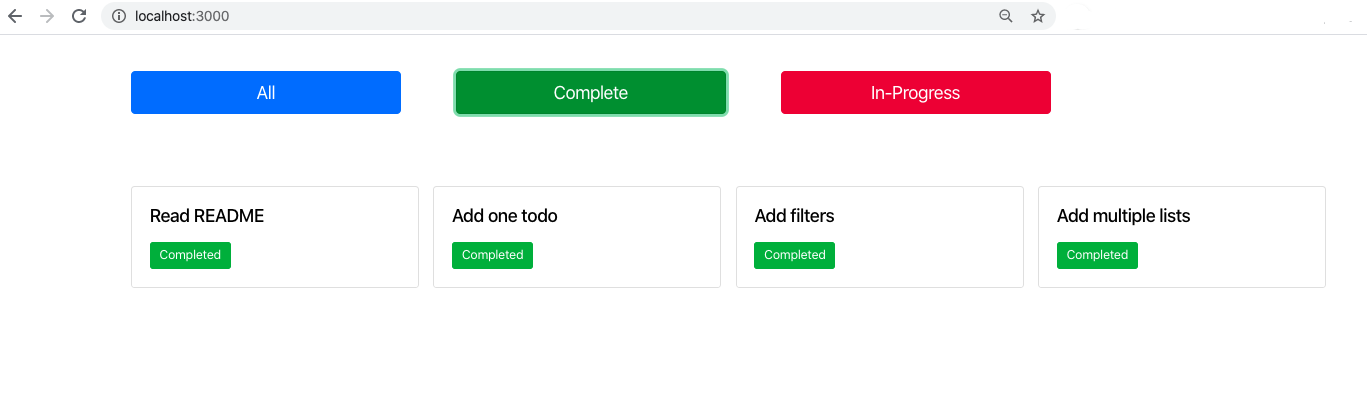 localhost:3000
All Complete In-Progress
Read README Add one todo Add filters Add multiple lists
Completed Completed Completed Completed